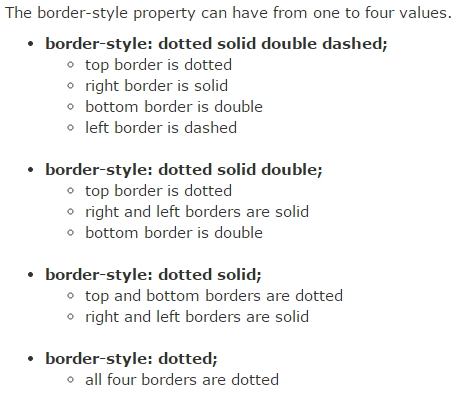 The border-style property can have from one to four values.
border-style: dotted solid double dashed;
top border is dotted
right border is solid
bottom border is double
left border is dashed
border-style: dotted solid double;
top border is dotted
right and left borders are solid
bottom border is double
border-style: dotted solid;
top and bottom borders are dotted
right and left borders are solid
border-style: dotted;
all four borders are dotted